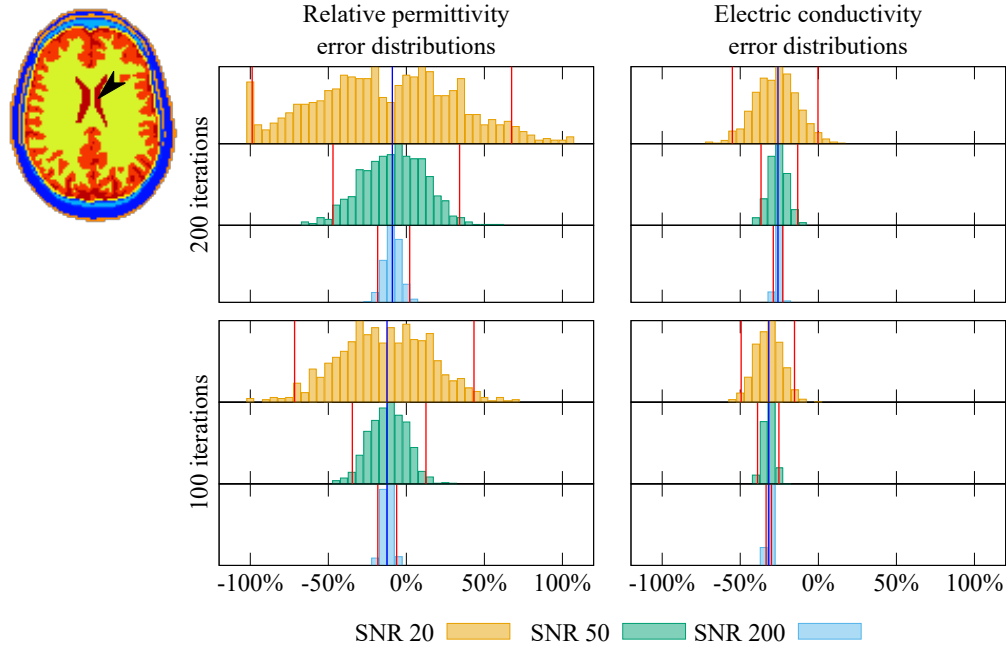 Relative permittivity
error distributions
Electric conductivity
error distributions
200 iterations
100 iterations
-100% -50% 0% 50% 100%
-100% -50% 0% 50% 100%
SNR 20 SNR 50 SNR 200